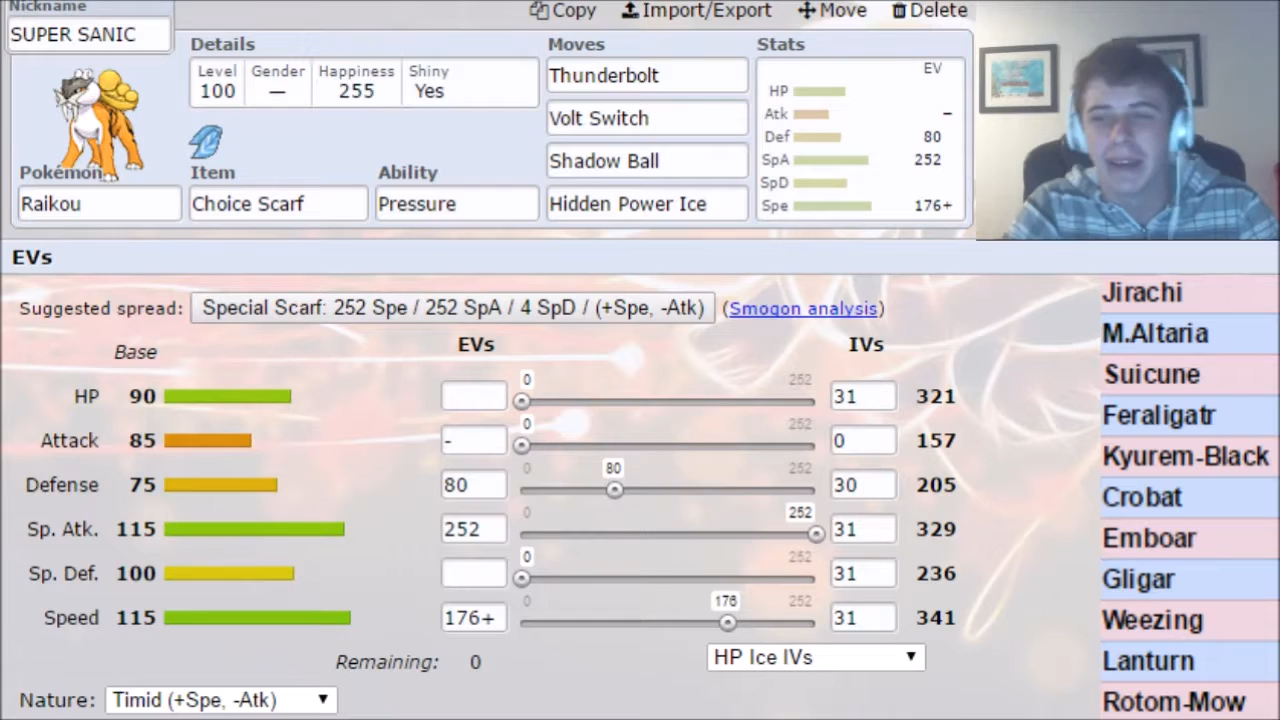 Nickname
SUPER SANIC
Copy Import/Export Move Delete
Details
Level Gender Happiness Shiny
100 — 255 Yes
Pokémon
Raikou
Item
Choice Scarf
Ability
Pressure
Moves
Thunderbolt
Volt Switch
Shadow Ball
Hidden Power Ice
Stats
EV
HP
Atk –
Def 80
SpA 252
SpD
Spe 176+
EVs
Suggested spread: Special Scarf: 252 Spe / 252 SpA / 4 SpD / (+Spe, -Atk) (Smogon analysis)
Base EVs IVs
HP 90 0 252 31 321
Attack 85 - 0 252 0 157
Defense 75 80 0 80 252 30 205
Sp. Atk. 115 252 0 252 31 329
Sp. Def. 100 0 252 31 236
Speed 115 176+ 0 176 252 31 341
Remaining: 0
HP Ice IVs
Nature: Timid (+Spe, -Atk)
Jirachi
M.Altaria
Suicune
Feraligatr
Kyurem-Black
Crobat
Emboar
Gligar
Weezing
Lanturn
Rotom-Mow